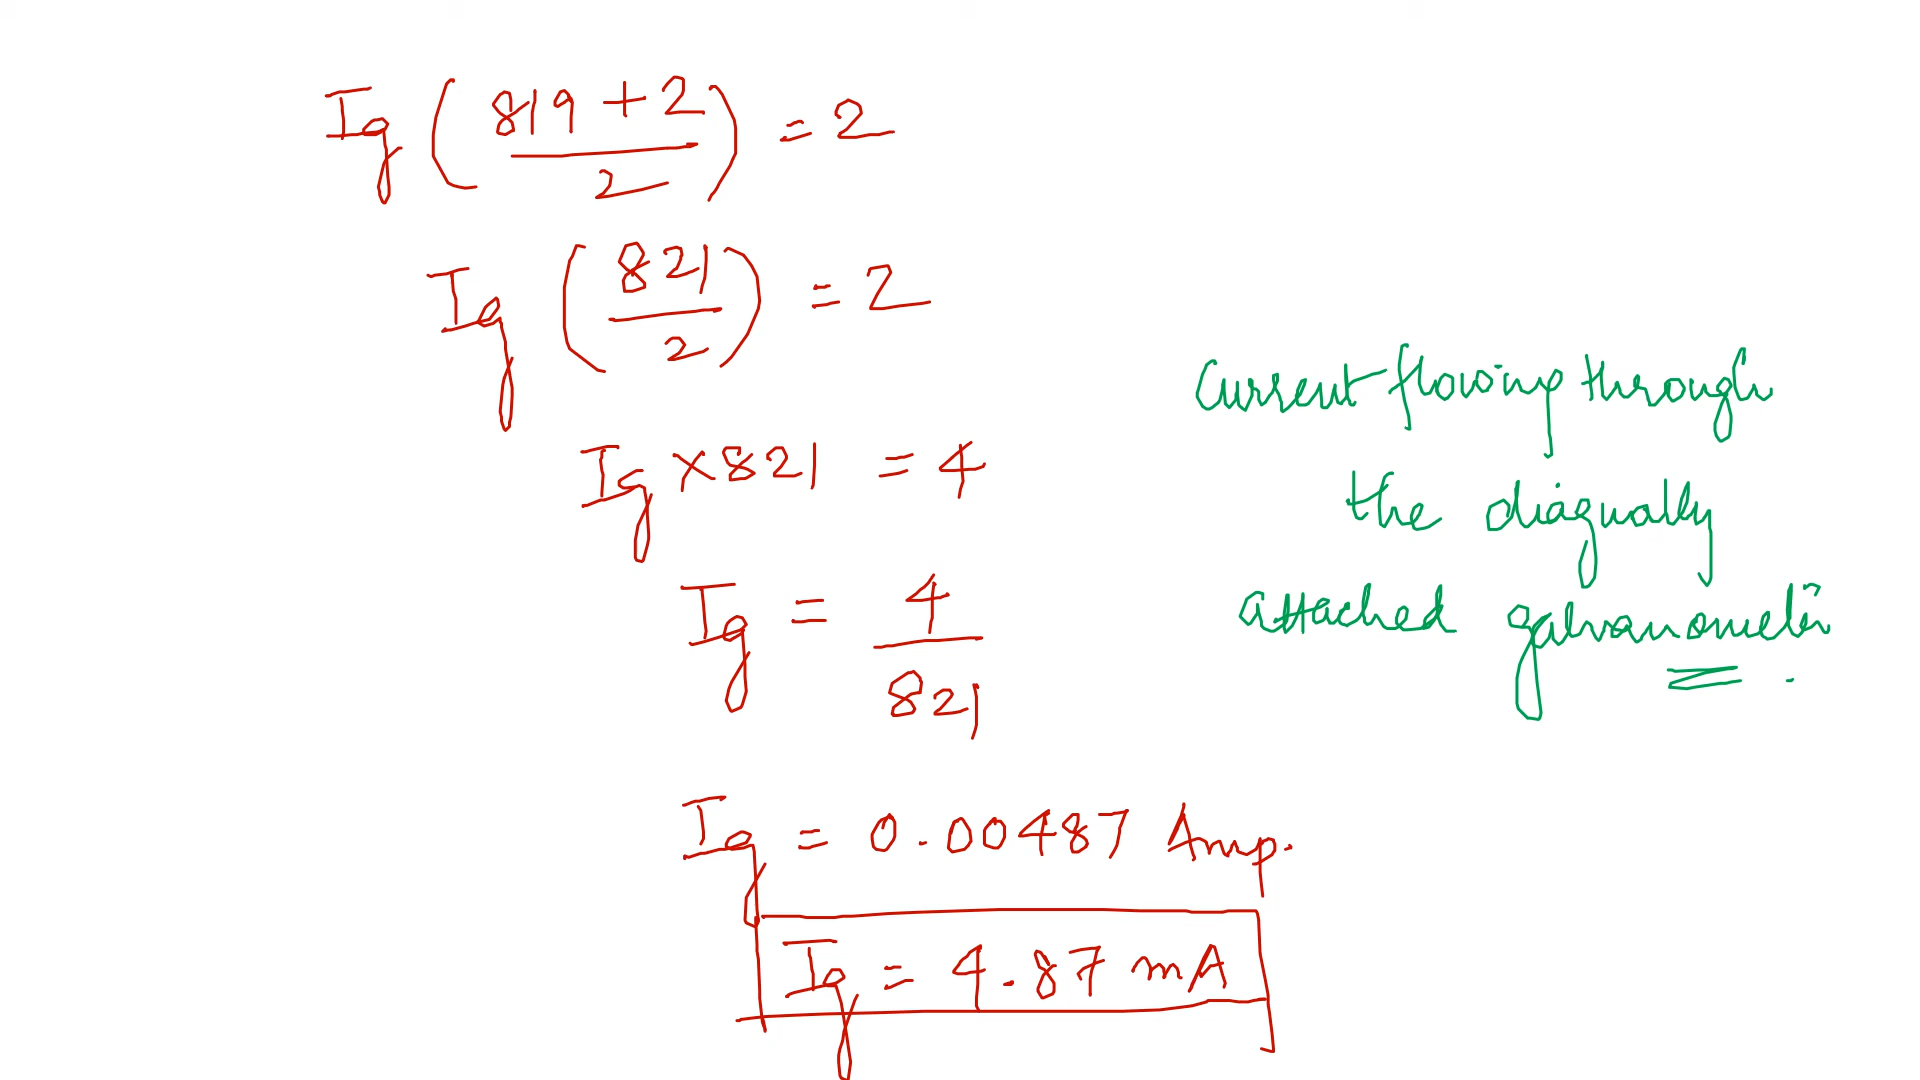 Ig ( (819 + 2) / 2 ) = 2
Ig ( 821 / 2 ) = 2
Ig × 821 = 4
Ig = 4 / 821
Ig = 0.00487 Amp.
Ig = 4.87 mA
Current flowing through
the diagnally
attached galvanometer.